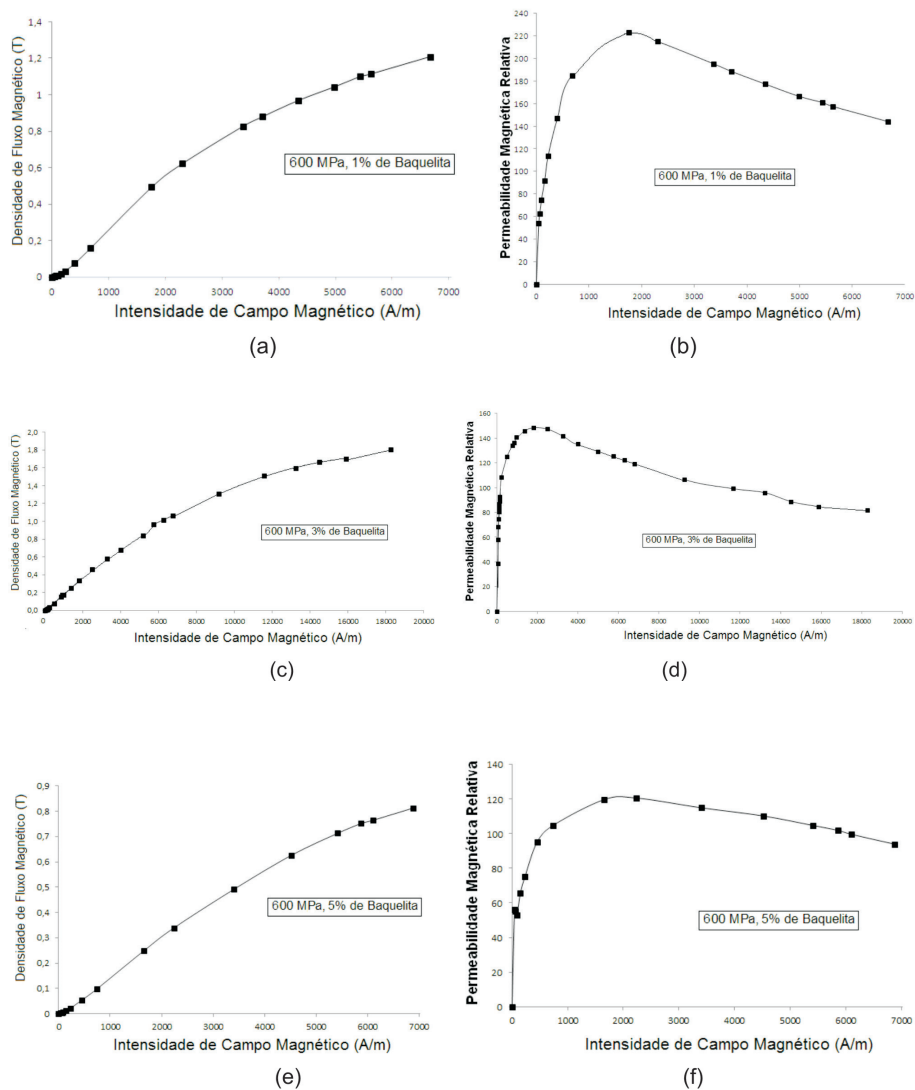 Densidade de Fluxo Magnético (T)
1,4
1,2
1
0,8
0,6
0,4
0,2
0
0 1000 2000 3000 4000 5000 6000 7000
600 MPa, 1% de Baquelita
Intensidade de Campo Magnético (A/m)
(a)
Permeabilidade Magnética Relativa
240
220
200
180
160
140
120
100
80
60
40
20
0
0 1000 2000 3000 4000 5000 6000 7000
600 MPa, 1% de Baquelita
Intensidade de Campo Magnético (A/m)
(b)
Densidade de Fluxo Magnético (T)
2,0
1,8
1,6
1,4
1,2
1,0
0,8
0,6
0,4
0,2
0,0
0 2000 4000 6000 8000 10000 12000 14000 16000 18000 20000
600 MPa, 3% de Baquelita
Intensidade de Campo Magnético (A/m)
(c)
Permeabilidade Magnética Relativa
160
140
120
100
80
60
40
20
0
0 2000 4000 6000 8000 10000 12000 14000 16000 18000 20000
600 MPa, 3% de Baquelita
Intensidade de Campo Magnético (A/m)
(d)
Densidade de Fluxo Magnético (T)
0,9
0,8
0,7
0,6
0,5
0,4
0,3
0,2
0,1
0
0 1000 2000 3000 4000 5000 6000 7000
600 MPa, 5% de Baquelita
Intensidade de Campo Magnético (A/m)
(e)
Permeabilidade Magnética Relativa
140
120
100
80
60
40
20
0
0 1000 2000 3000 4000 5000 6000 7000
600 MPa, 5% de Baquelita
Intensidade de Campo Magnético (A/m)
(f)